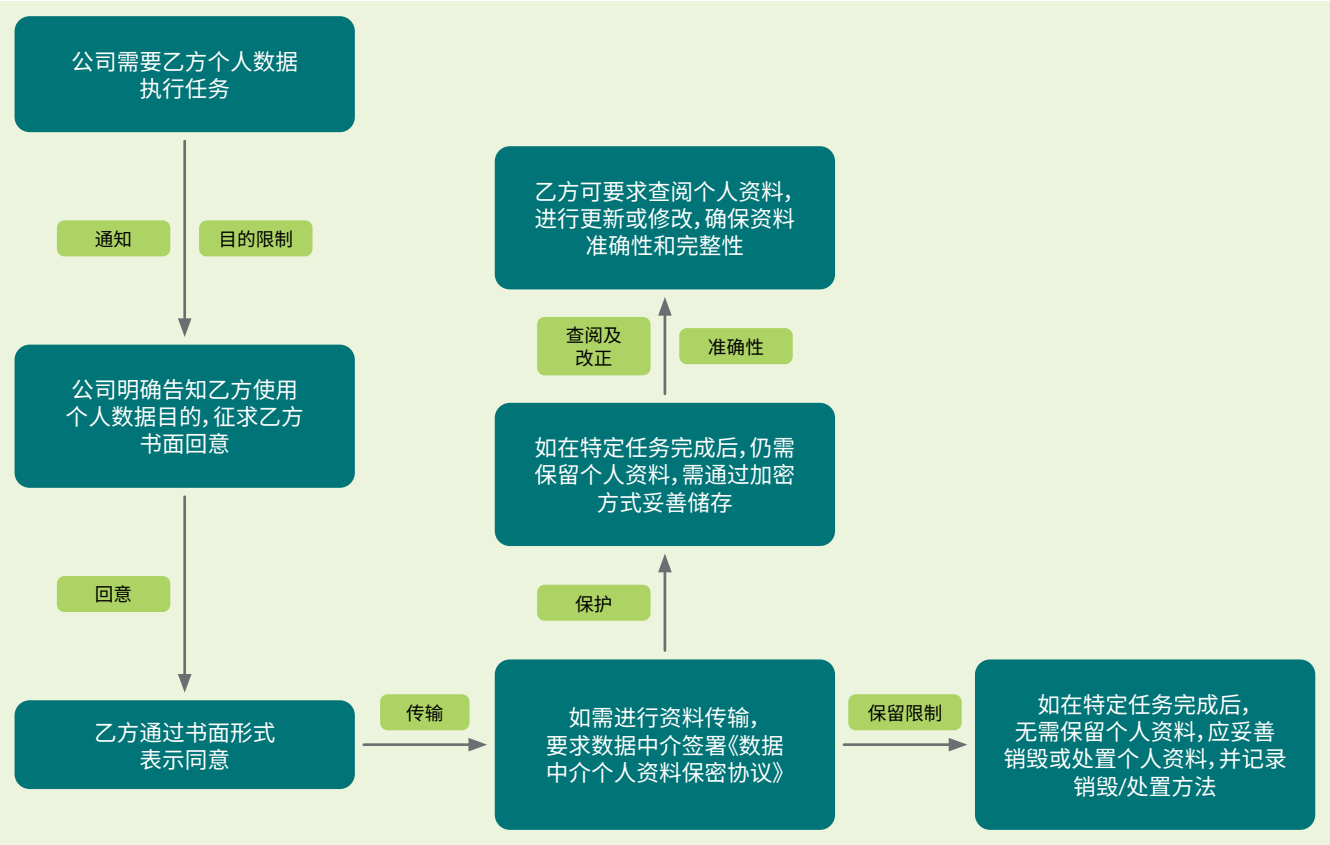 公司需要乙方个人数据
执行任务
通知
目的限制
公司明确告知乙方使用
个人数据目的，征求乙方
书面回意
回意
乙方通过书面形式
表示同意
传输
如需进行资料传输，
要求数据中介签署《数据
中介个人资料保密协议》
保护
如在特定任务完成后，仍需
保留个人资料，需通过加密
方式妥善储存
查阅及
改正
准确性
乙方可要求查阅个人资料，
进行更新或修改，确保资料
准确性和完整性
保留限制
如在特定任务完成后，
无需保留个人资料，应妥善
销毁或处置个人资料，并记录
销毁/处置方法